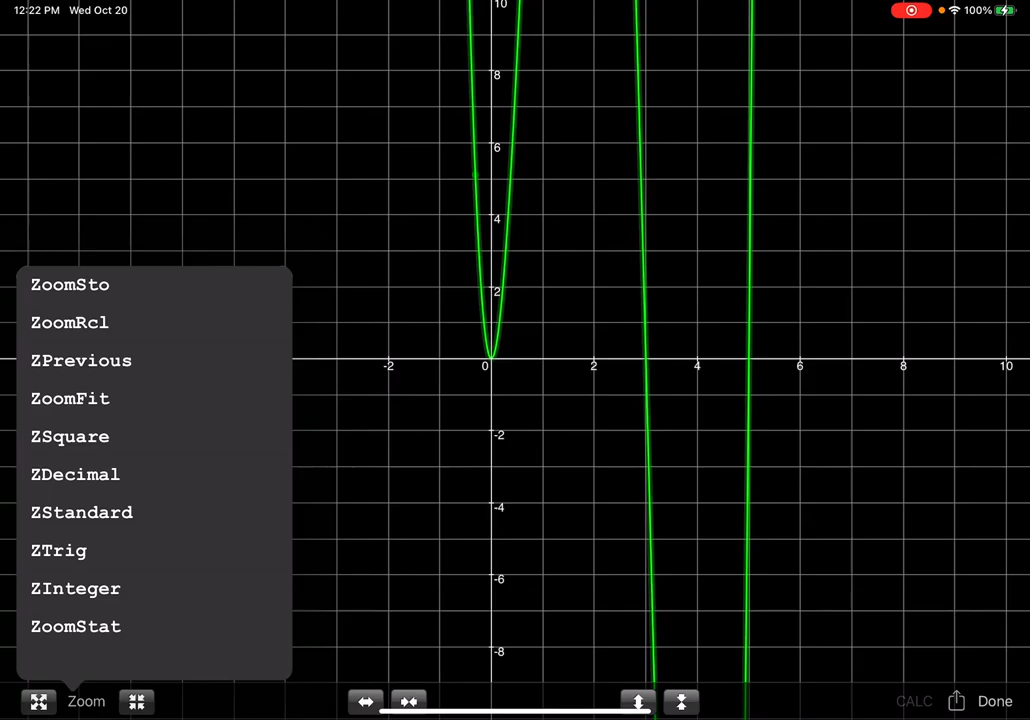 12:22 PM Wed Oct 20
100%
10
8
6
4
2
-2 0 2 4 6 8 10
-2
-4
-6
-8
ZoomSto
ZoomRcl
ZPrevious
ZoomFit
ZSquare
ZDecimal
ZStandard
ZTrig
ZInteger
ZoomStat
Zoom
CALC
Done